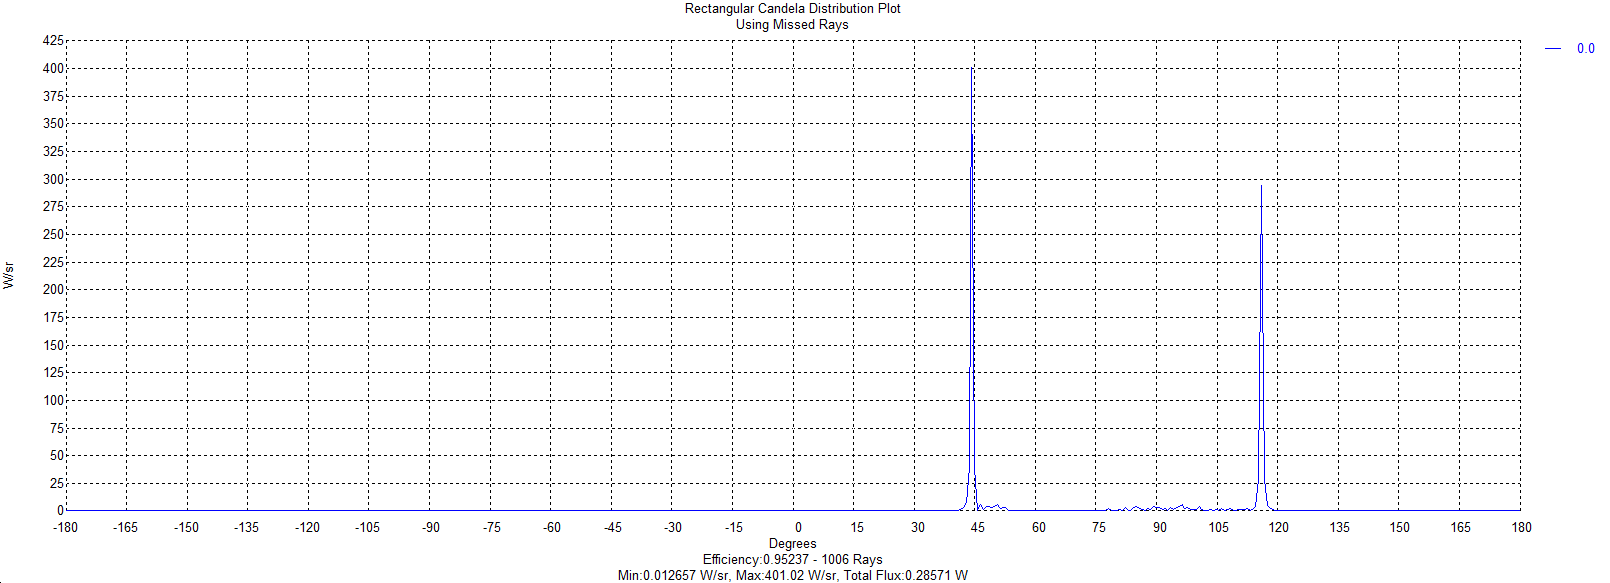 Rectangular Candela Distribution Plot
Using Missed Rays
0.0
425
400
375
350
325
300
275
250
225
200
175
150
125
100
75
50
25
0
W/sr
-180 -165 -150 -135 -120 -105 -90 -75 -60 -45 -30 -15 0 15 30 45 60 75 90 105 120 135 150 165 180
Degrees
Efficiency:0.95237 - 1006 Rays
Min:0.012657 W/sr, Max:401.02 W/sr, Total Flux:0.28571 W